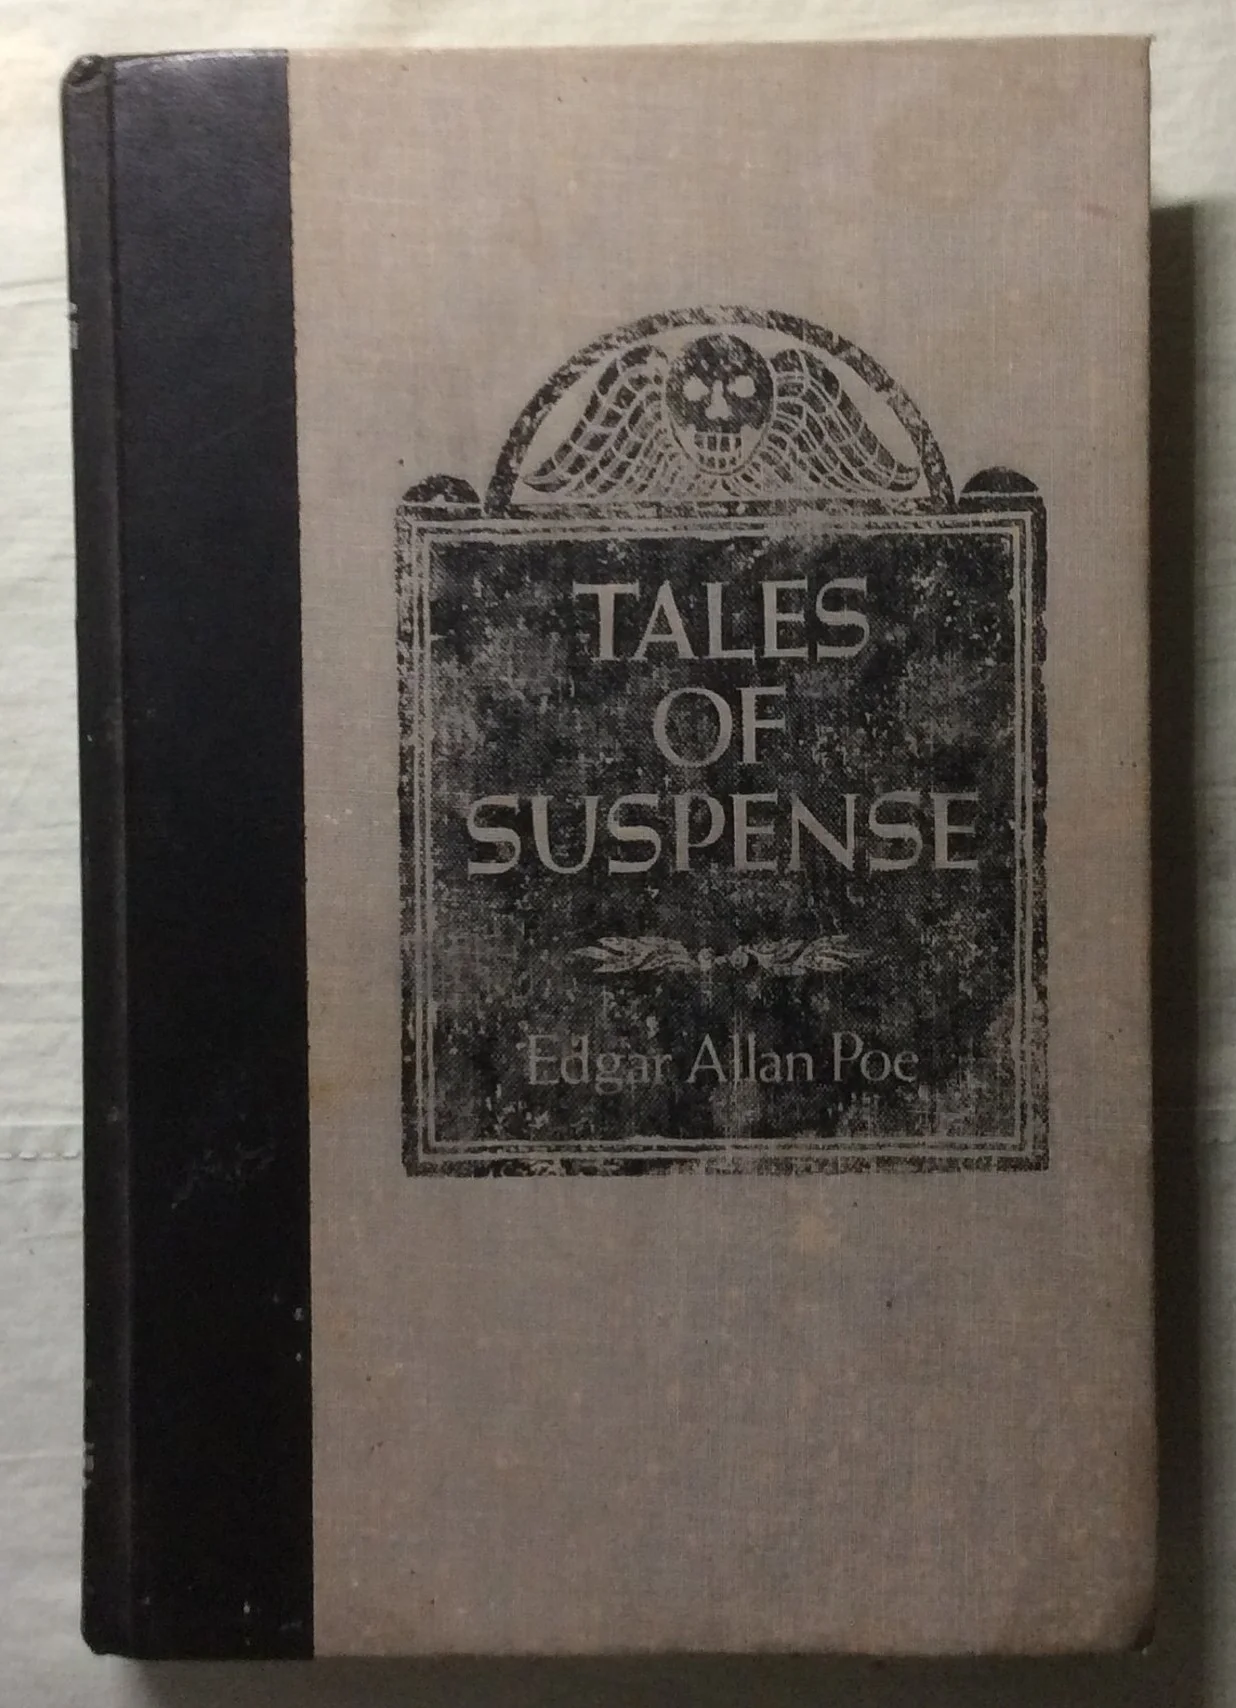 TALES
OF
SUSPENSE
Edgar Allan Poe